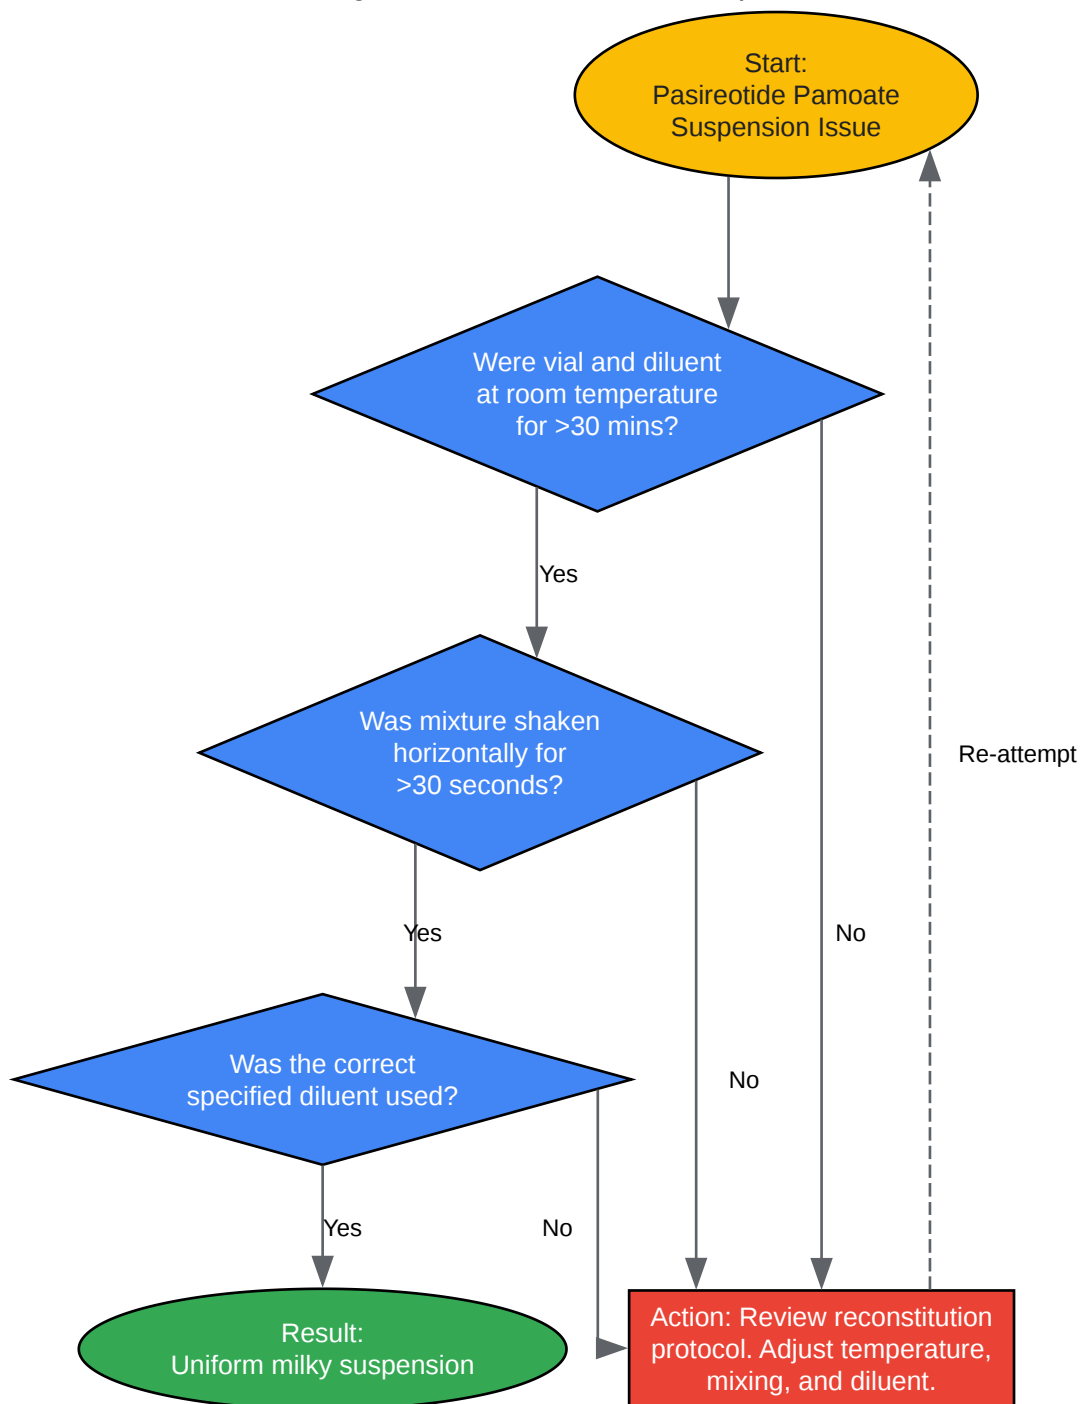 Start:
Pasireotide Pamoate
Suspension Issue
Were vial and diluent
at room temperature
for >30 mins?
Yes
Was mixture shaken
horizontally for
>30 seconds?
Re-attempt
Yes
No
Was the correct
specified diluent used?
No
Yes
No
Result:
Uniform milky suspension
Action: Review reconstitution
protocol. Adjust temperature,
mixing, and diluent.